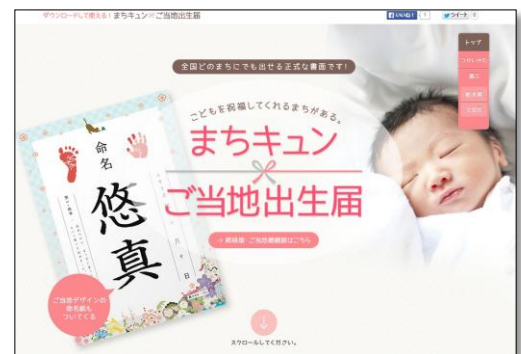 ダウンロードして使える！まちキュン ご当地出生届
いいね！ 1
ツイート 0
トップ
全国どのまちにでも出せる正式な書面です！
こどもを祝福してくれるまちがある。
まちキュン
ご当地出生届
命名
悠真
月
日
ご当地デザインの
命名紙も
ついてくる
スクロールしてください。